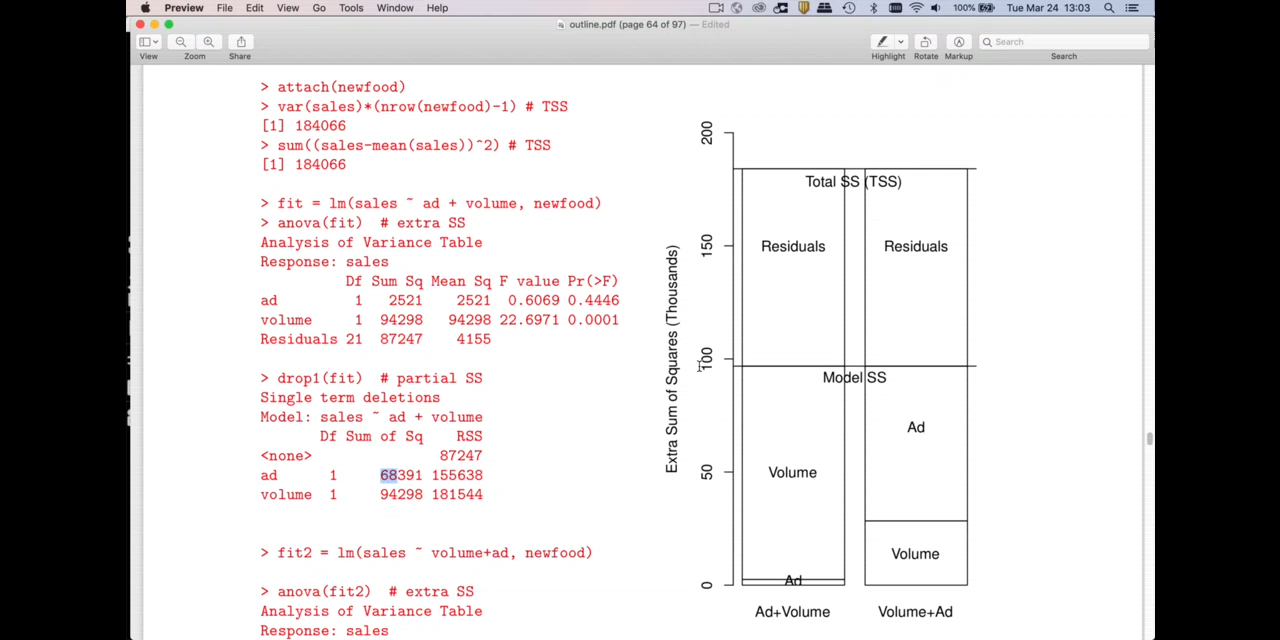 Preview File Edit View Go Tools Window Help 100% Tue Mar 24 13:03
outline.pdf (page 64 of 97) — Edited
Search
View Zoom Share Highlight Rotate Markup Search
> attach(newfood)
> var(sales)*(nrow(newfood)-1) # TSS
[1] 184066
> sum((sales-mean(sales))^2) # TSS
[1] 184066
> fit = lm(sales ~ ad + volume, newfood)
> anova(fit) # extra SS
Analysis of Variance Table
Response: sales
Df Sum Sq Mean Sq F value Pr(>F)
ad 1 2521 2521 0.6069 0.4446
volume 1 94298 94298 22.6971 0.0001
Residuals 21 87247 4155
> drop1(fit) # partial SS
Single term deletions
Model: sales ~ ad + volume
Df Sum of Sq RSS
<none> 87247
ad 1 68391 155638
volume 1 94298 181544
> fit2 = lm(sales ~ volume+ad, newfood)
> anova(fit2) # extra SS
Analysis of Variance Table
Response: sales
Extra Sum of Squares (Thousands)
200
150
100
50
0
Total SS (TSS)
Residuals Residuals
Model SS
Ad
Volume
Volume
Ad
Ad+Volume Volume+Ad